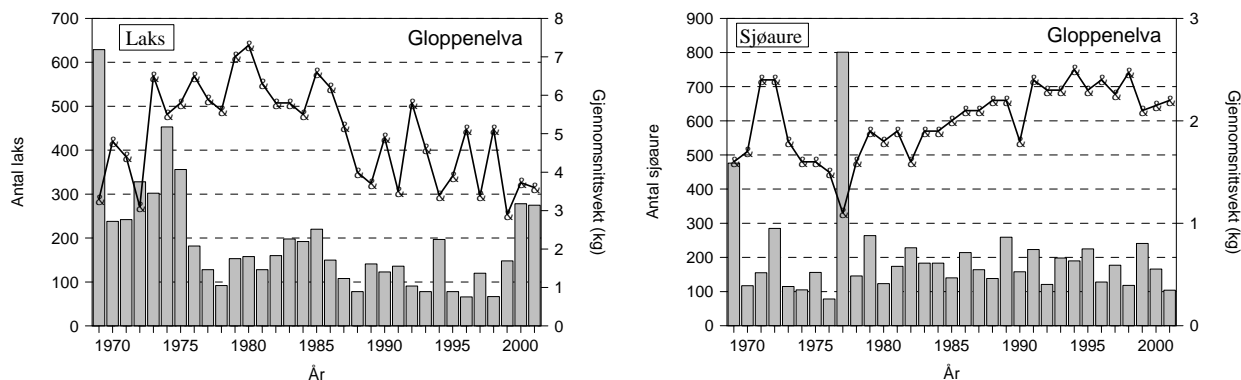 Laks
Gloppenelva
Antal laks
700
600
500
400
300
200
100
0
8
7
6
5
4
3
2
1
0
Gjennomsnittsvekt (kg)
1970 1975 1980 1985 1990 1995 2000
År
Sjøaure
Gloppenelva
Antal sjøaure
900
800
700
600
500
400
300
200
100
0
3
2
1
0
Gjennomsnittsvekt (kg)
1970 1975 1980 1985 1990 1995 2000
År